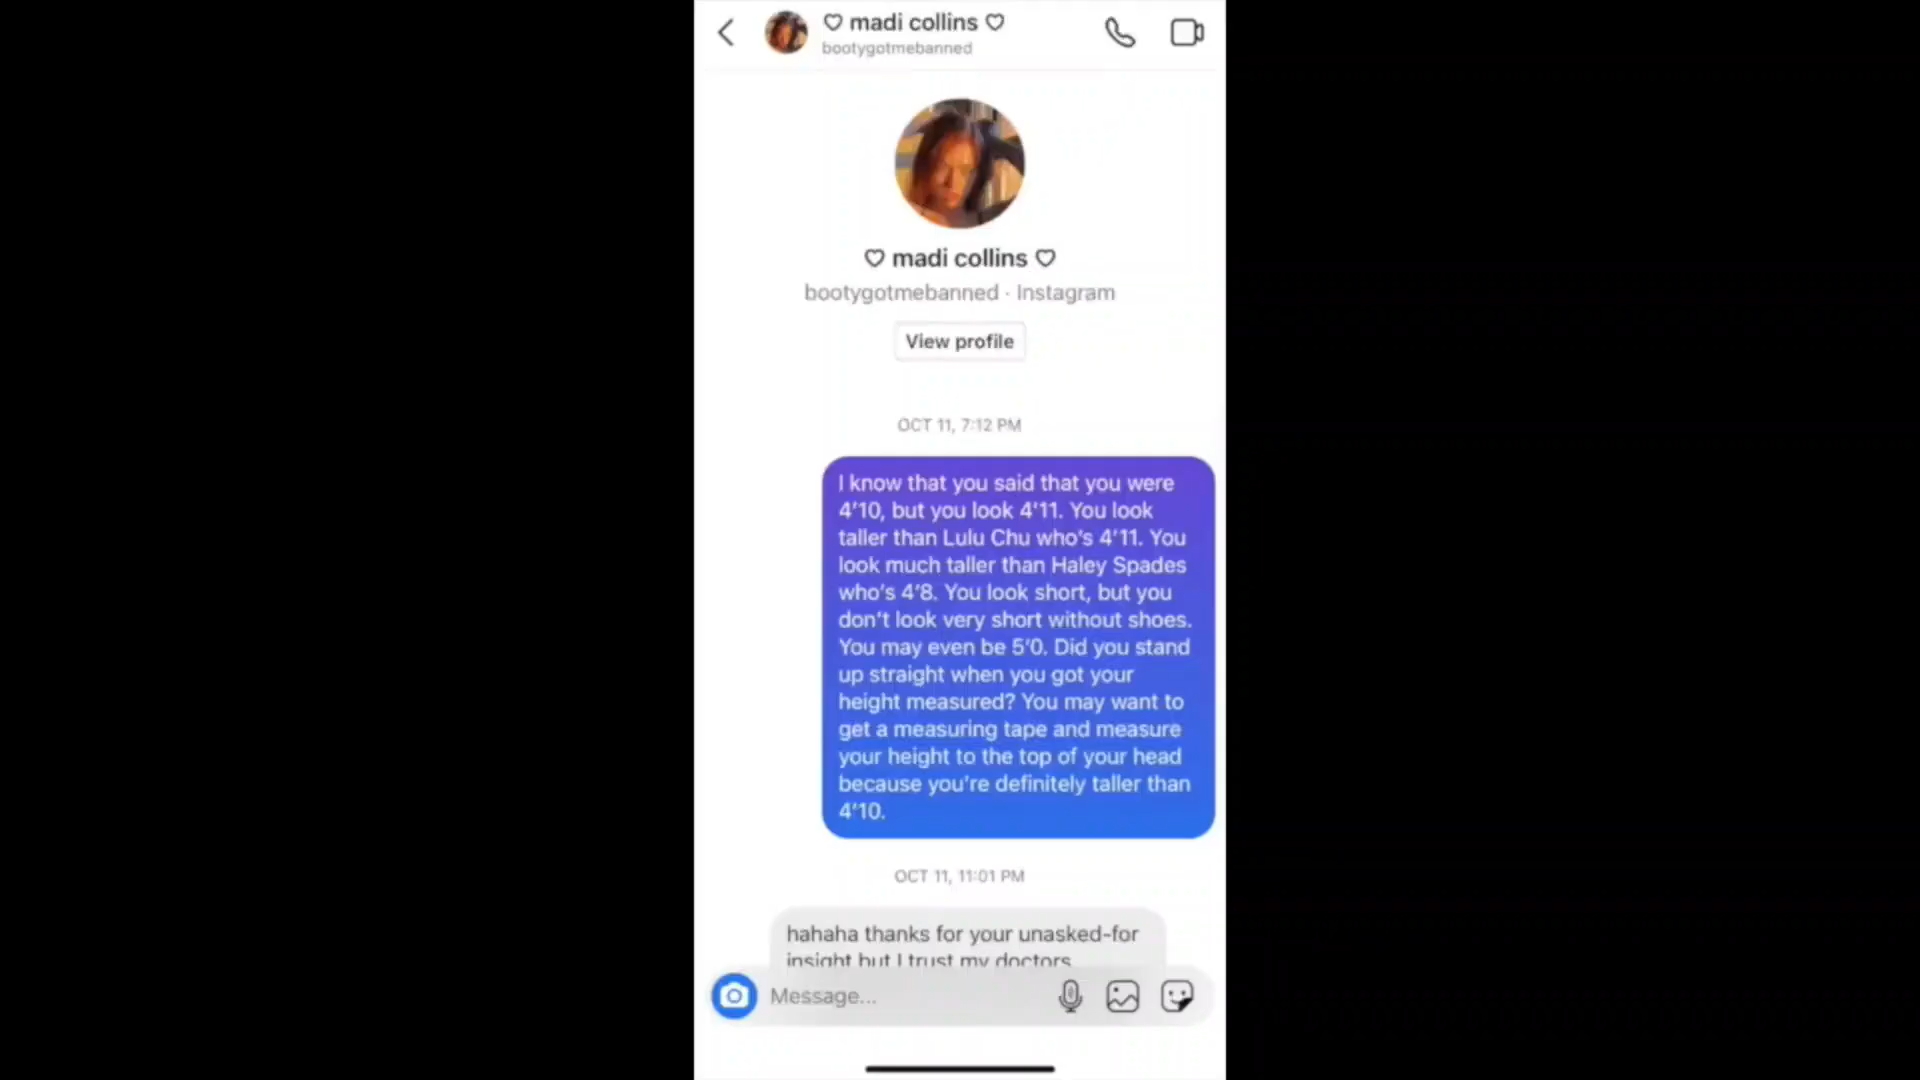 ♡ madi collins ♡
bootygotmebanned
♡ madi collins ♡
bootygotmebanned · Instagram
View profile
OCT 11, 7:12 PM
I know that you said that you were
4'10, but you look 4'11. You look
taller than Lulu Chu who's 4'11. You
look much taller than Haley Spades
who's 4'8. You look short, but you
don't look very short without shoes.
You may even be 5'0. Did you stand
up straight when you got your
height measured? You may want to
get a measuring tape and measure
your height to the top of your head
because you're definitely taller than
4'10.
OCT 11, 11:01 PM
hahaha thanks for your unasked-for
insight but I trust my doctors
Message...